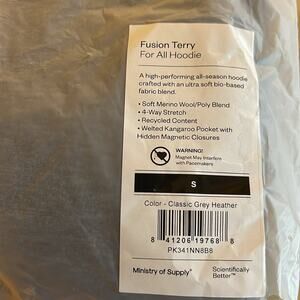 Fusion Terry
For All Hoodie
A high-performing all-season hoodie
crafted with an ultra soft bio-based
fabric blend.
• Soft Merino Wool/Poly Blend
• 4-Way Stretch
• Recycled Content
• Welted Kangaroo Pocket with
Hidden Magnetic Closures
WARNING!
Magnet May Interfere
with Pacemakers
S
Color - Classic Grey Heather
8 41206 19768 8
PK341NN8B6
Ministry of Supply®
Scientifically
Better™